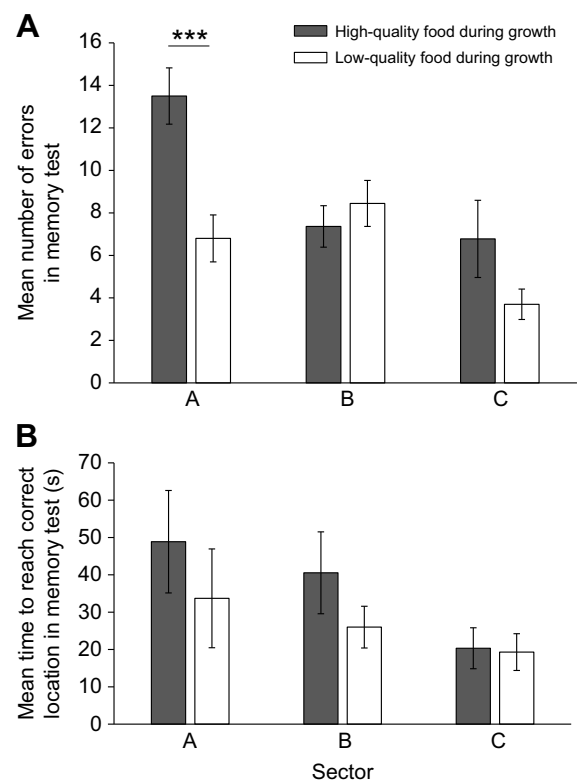 A
High-quality food during growth
Low-quality food during growth
***
Mean number of errors
in memory test
16
14
12
10
8
6
4
2
0
A
B
C
B
Mean time to reach correct
location in memory test (s)
70
60
50
40
30
20
10
0
A
B
C
Sector